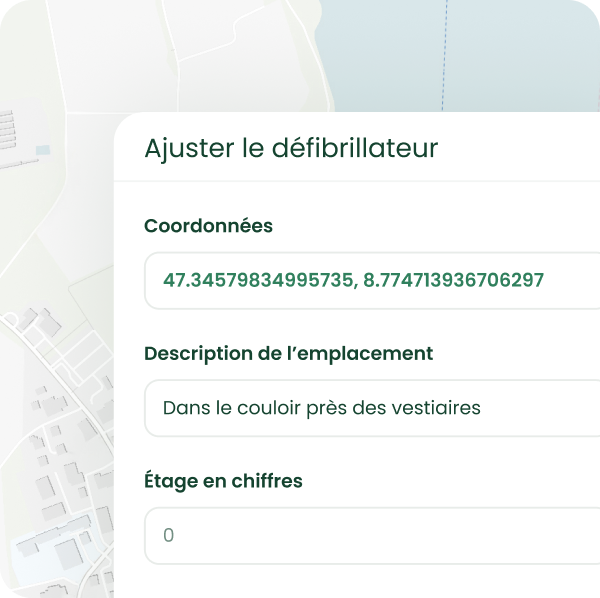 Ajuster le défibrillateur
Coordonnées
47.34579834995735, 8.774713936706297
Description de l’emplacement
Dans le couloir près des vestiaires
Étage en chiffres
0